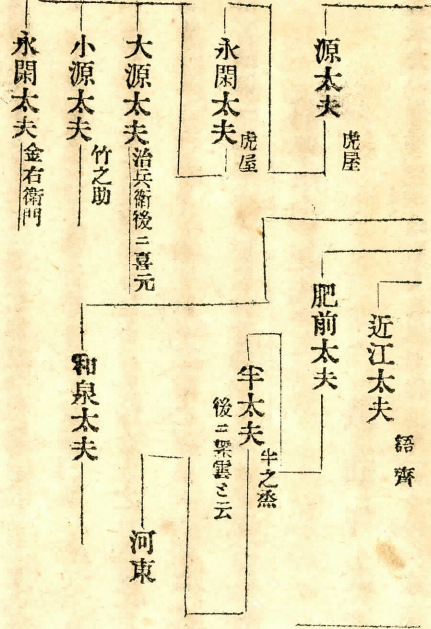 源太夫 虎屋
永閑太夫 虎屋
大源太夫 治兵衛後ニ喜元
小源太夫 竹之助
永閑太夫 金右衛門
近江太夫 語齊
肥前太夫
半太夫 半之烝
後ニ梁雲と云
河東
和泉太夫